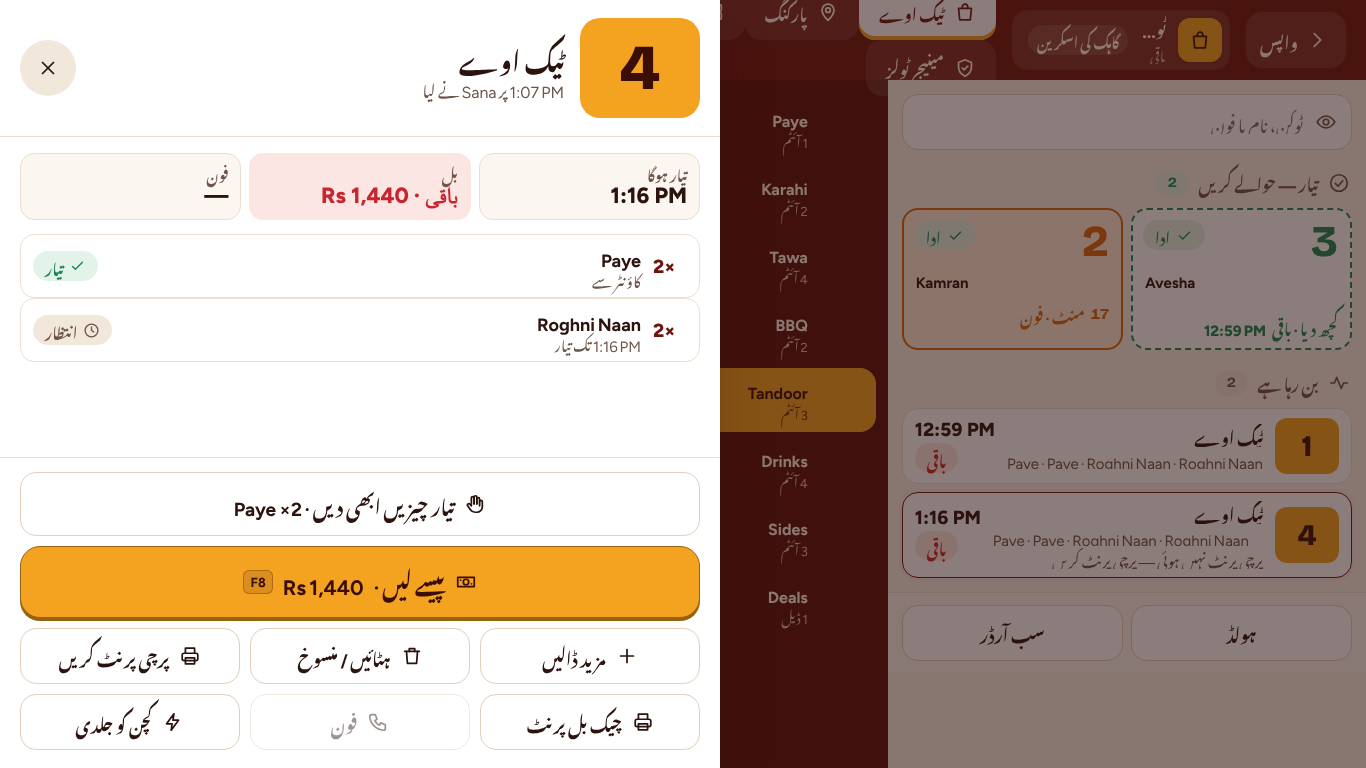 4
ٹیک اوے
Sana نے لیا پر 1:07 PM
تیار ہوگا
1:16 PM
بل
Rs 1,440 · باقی
فون
—
2×
Paye
کاؤنٹر سے
تیار
2×
Roghni Naan
1:16 PM تک تیار
انتظار
تیار چیزیں ابھی دیں · Paye ×2
پیسے لیں · Rs 1,440 F8
مزید ڈالیں
ہٹائیں / منسوخ
پرچی پرنٹ کریں
چیک بل پرنٹ
فون
کچن کو جلدی
واپس
ٹو...
باقی
گاہک کی اسکرین
ٹیک اوے
پارکنگ
مینیجر ٹولز
ٹوکن، نام یا فون
تیار — حوالے کریں 2
3
ادا
Ayesha
کچھ دیا · باقی 12:59 PM
2
ادا
Kamran
17 منٹ · فون
بن رہا ہے 2
1
ٹیک اوے
12:59 PM
Paye · Paye · Roghni Naan · Roghni Naan
باقی
4
ٹیک اوے
1:16 PM
Paye · Paye · Roghni Naan · Roghni Naan
باقی
پرچی پرنٹ نہیں ہوئی — پرچی پرنٹ کریں
ہولڈ
سب آرڈر
Paye
1 آئٹم
Karahi
2 آئٹم
Tawa
4 آئٹم
BBQ
2 آئٹم
Tandoor
3 آئٹم
Drinks
4 آئٹم
Sides
3 آئٹم
Deals
1 ڈیل